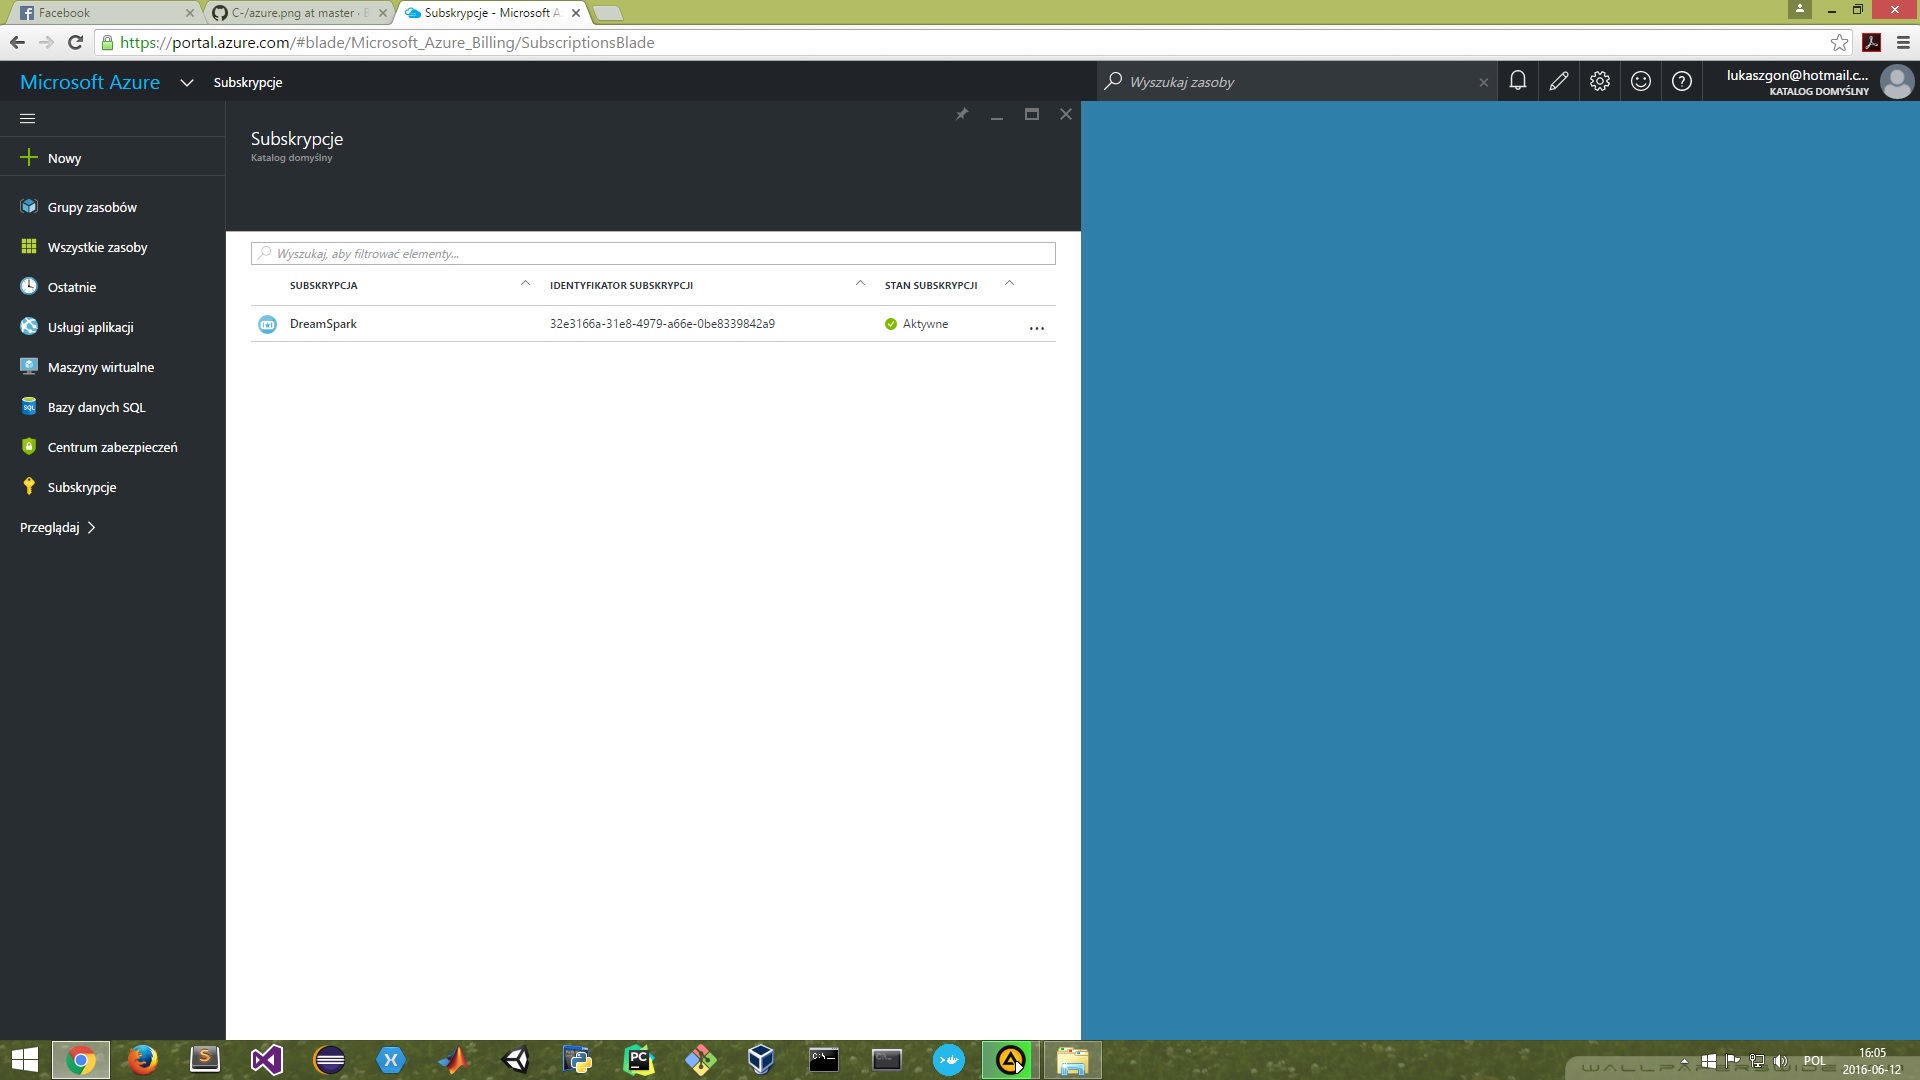 Facebook
C-/azure.png at master ·
Subskrypcje - Microsoft A
https://portal.azure.com/#blade/Microsoft_Azure_Billing/SubscriptionsBlade
Microsoft Azure
Subskrypcje
Wyszukaj zasoby
lukaszgon@hotmail.c...
KATALOG DOMYŚLNY
Nowy
Grupy zasobów
Wszystkie zasoby
Ostatnie
Usługi aplikacji
Maszyny wirtualne
Bazy danych SQL
Centrum zabezpieczeń
Subskrypcje
Przeglądaj
Subskrypcje
Katalog domyślny
Wyszukaj, aby filtrować elementy...
SUBSKRYPCJA IDENTYFIKATOR SUBSKRYPCJI STAN SUBSKRYPCJI
DreamSpark 32e3166a-31e8-4979-a66e-0be8339842a9 Aktywne ...
POL
16:05
2016-06-12